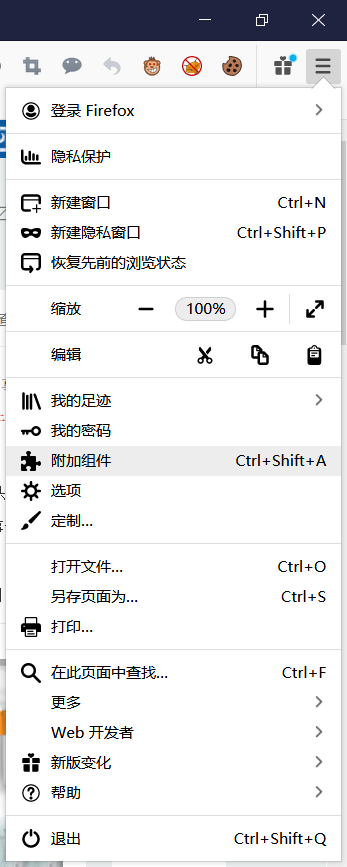 登录 Firefox
隐私保护
新建窗口 Ctrl+N
新建隐私窗口 Ctrl+Shift+P
恢复先前的浏览状态
缩放 100%
编辑
我的足迹
我的密码
附加组件 Ctrl+Shift+A
选项
定制...
打开文件... Ctrl+O
另存页面为... Ctrl+S
打印...
在此页面中查找... Ctrl+F
更多
Web 开发者
新版变化
帮助
退出 Ctrl+Shift+Q